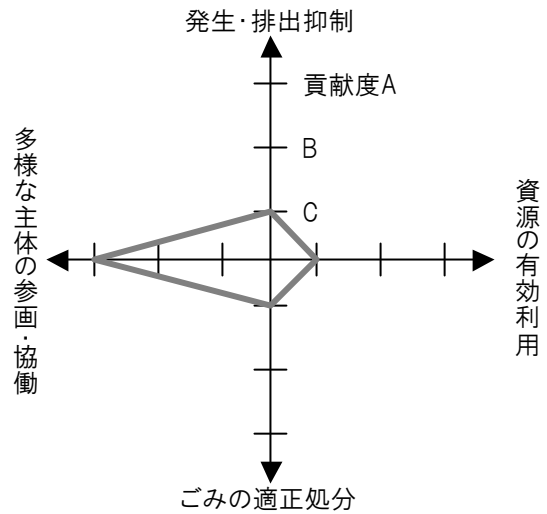 発生・排出抑制
貢献度A
B
C
多様な主体の参画・協働
資源の有効利用
ごみの適正処分